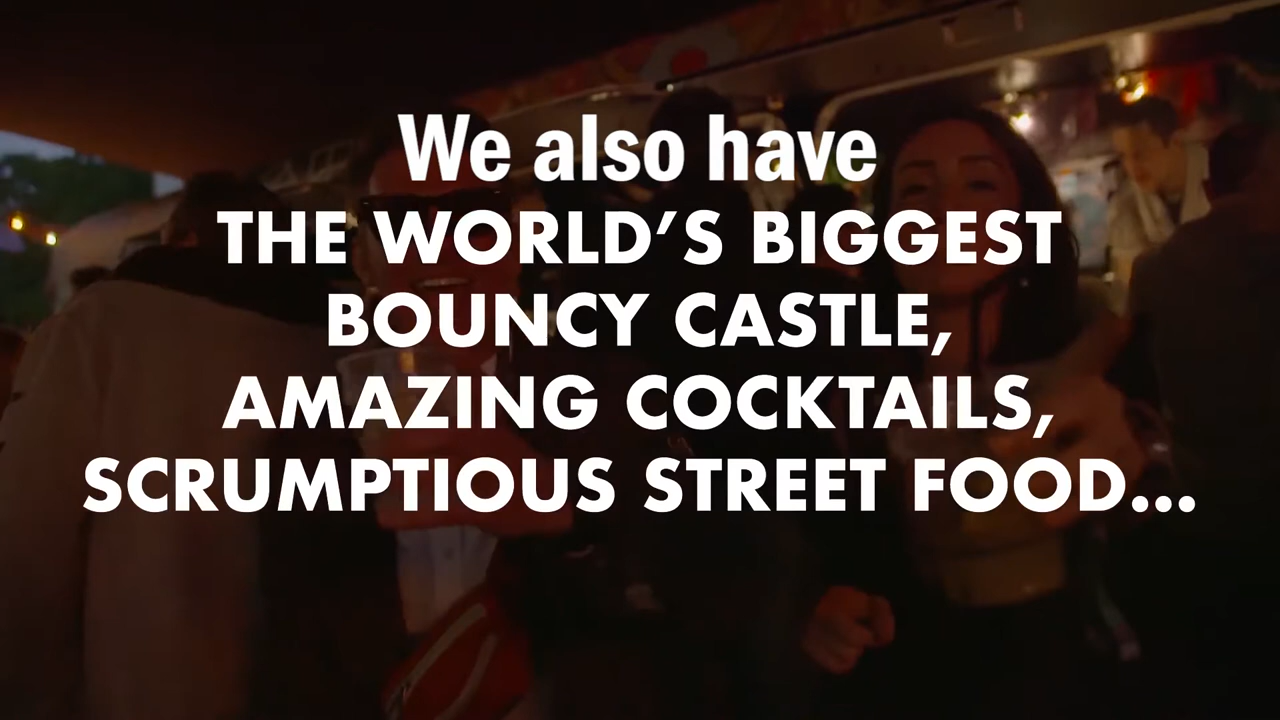 We also have
THE WORLD’S BIGGEST
BOUNCY CASTLE,
AMAZING COCKTAILS,
SCRUMPTIOUS STREET FOOD...